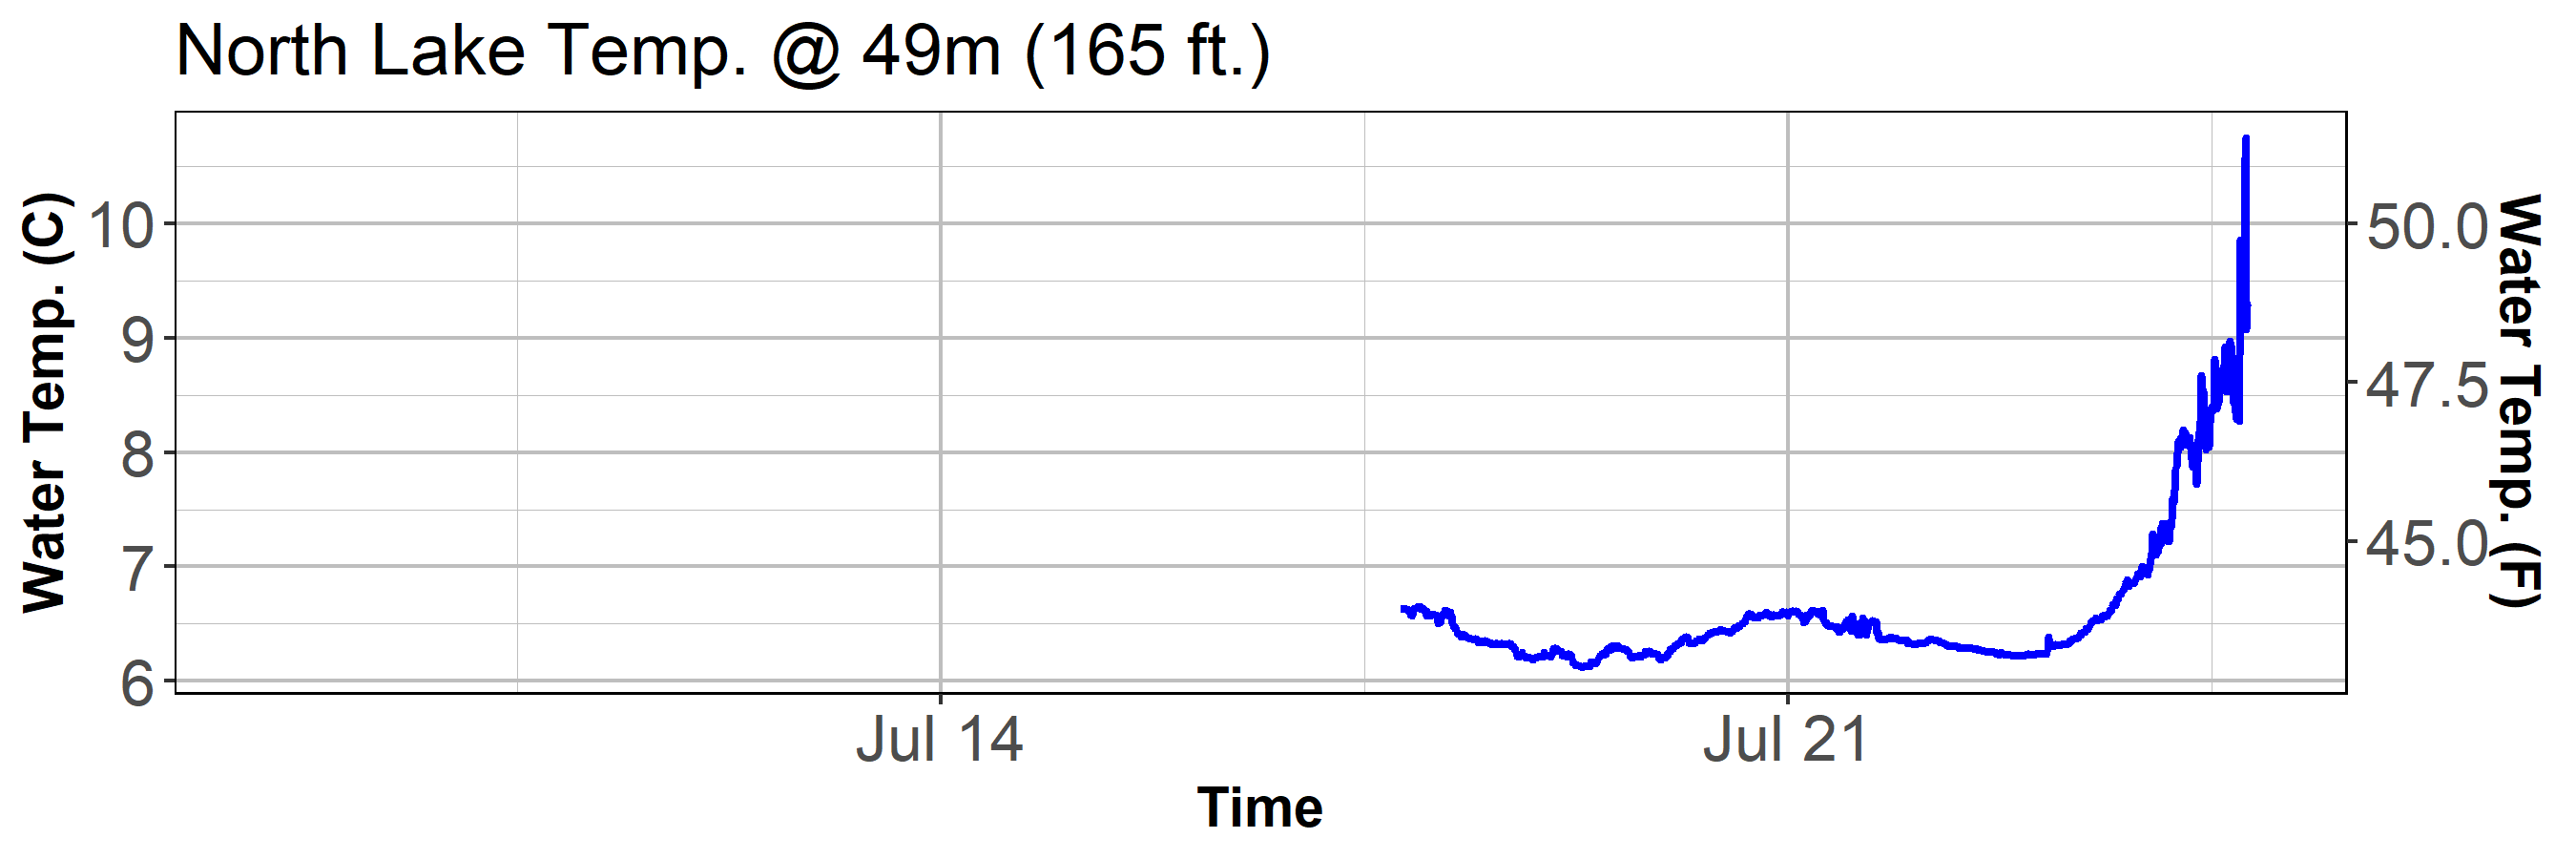 North Lake Temp. @ 49m (165 ft.)
Water Temp. (C)
10
9
8
7
6
50.0
47.5
45.0
Water Temp. (F)
Jul 14
Jul 21
Time